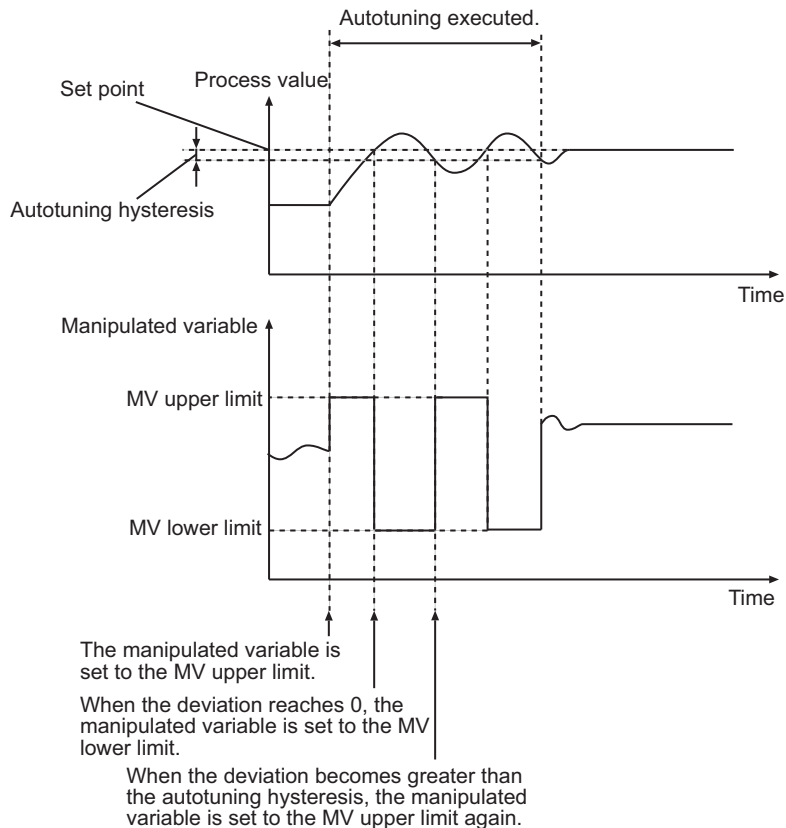 Autotuning executed.
Process value
Set point
Autotuning hysteresis
Time
Manipulated variable
MV upper limit
MV lower limit
Time
The manipulated variable is
set to the MV upper limit.
When the deviation reaches 0, the
manipulated variable is set to the MV
lower limit.
When the deviation becomes greater than
the autotuning hysteresis, the manipulated
variable is set to the MV upper limit again.